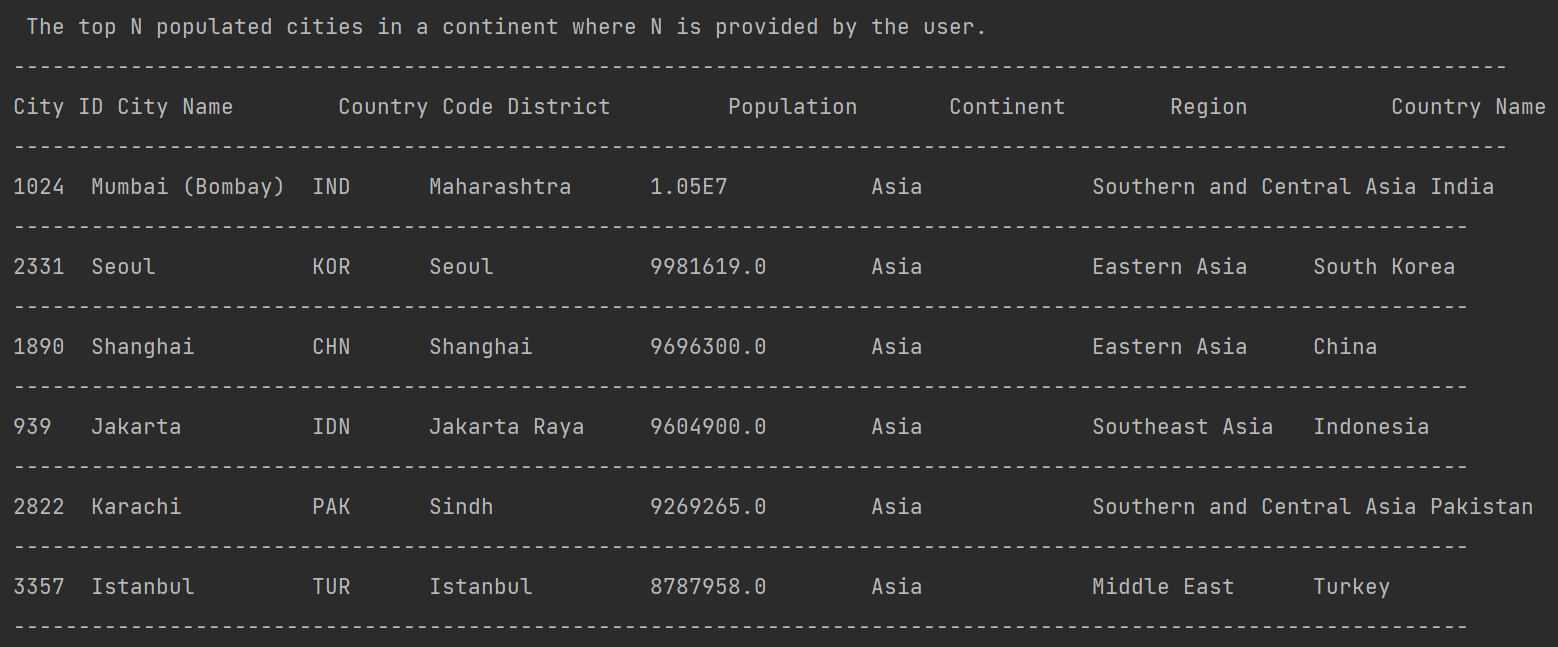 The top N populated cities in a continent where N is provided by the user.
-------------------------------------------------------------------------------------------------------------------
City ID City Name        Country Code District         Population       Continent        Region           Country Name
-------------------------------------------------------------------------------------------------------------------
1024  Mumbai (Bombay)  IND      Maharashtra      1.05E7           Asia             Southern and Central Asia India
----------------------------------------------------------------------------------------------------------------
2331  Seoul            KOR      Seoul            9981619.0        Asia             Eastern Asia     South Korea
----------------------------------------------------------------------------------------------------------------
1890  Shanghai         CHN      Shanghai         9696300.0        Asia             Eastern Asia     China
----------------------------------------------------------------------------------------------------------------
939   Jakarta          IDN      Jakarta Raya     9604900.0        Asia             Southeast Asia   Indonesia
----------------------------------------------------------------------------------------------------------------
2822  Karachi          PAK      Sindh            9269265.0        Asia             Southern and Central Asia Pakistan
----------------------------------------------------------------------------------------------------------------
3357  Istanbul         TUR      Istanbul         8787958.0        Asia             Middle East      Turkey
----------------------------------------------------------------------------------------------------------------